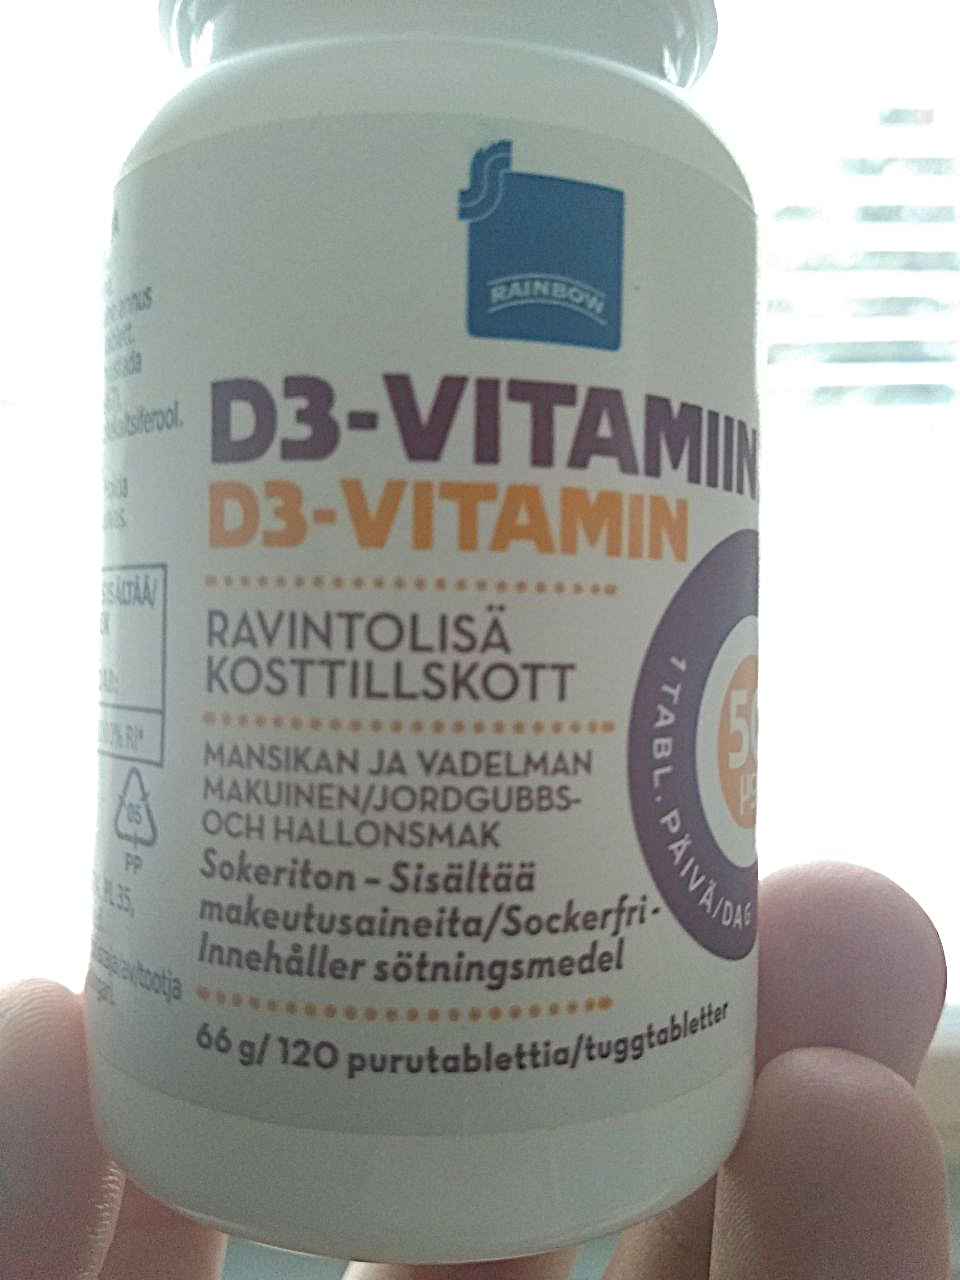 RAINBOW
D3-VITAMIIN
D3-VITAMIN
RAVINTOLISÄ
KOSTTILLSKOTT
MANSIKAN JA VADELMAN
MAKUINEN/JORDGUBBS-
OCH HALLONSMAK
Sokeriton – Sisältää
makeutusaineita/Sockerfri -
Innehåller sötningsmedel
66 g/ 120 purutablettia/tuggtabletter
1 TABL. PÄIVÄ/DAG
SISÄLTÄÄ/
05
PP